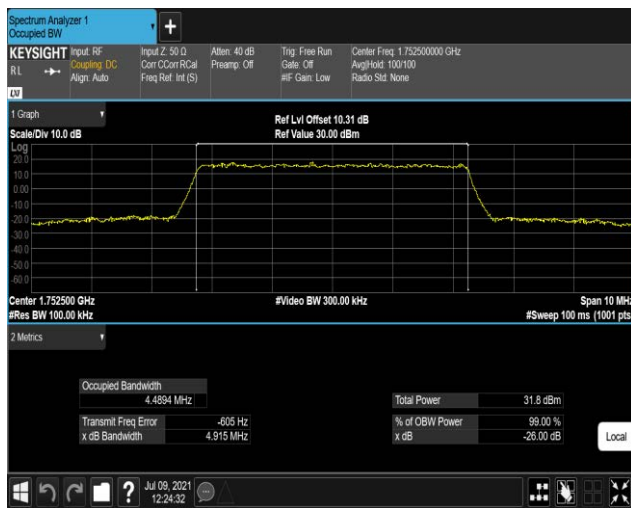 Spectrum Analyzer 1
Occupied BW
+
KEYSIGHT Input: RF Input Z: 50 Ω Atten: 40 dB Trig: Free Run Center Freq: 1.752500000 GHz
RL Coupling: DC Corr CCorr RCal Preamp: Off Gate: Off Avg|Hold: 100/100
Align: Auto Freq Ref: Int (S) #IF Gain: Low Radio Std: None
LXI
1 Graph Ref Lvl Offset 10.31 dB
Scale/Div 10.0 dB Ref Value 30.00 dBm
Log
20.0
10.0
0.00
-10.0
-20.0
-30.0
-40.0
-50.0
-60.0
Center 1.752500 GHz #Video BW 300.00 kHz Span 10 MHz
#Res BW 100.00 kHz #Sweep 100 ms (1001 pts
2 Metrics
Occupied Bandwidth
4.4894 MHz Total Power 31.8 dBm
Transmit Freq Error -605 Hz % of OBW Power 99.00 %
x dB Bandwidth 4.915 MHz x dB -26.00 dB
Local
? Jul 09, 2021
12:24:32